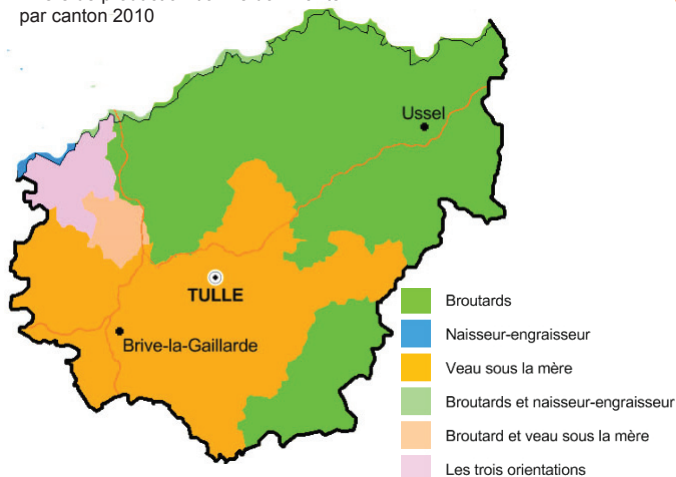 par canton 2010
Ussel
TULLE
Brive-la-Gaillarde
Broutards
Naisseur-engraisseur
Veau sous la mère
Broutards et naisseur-engraisseur
Broutard et veau sous la mère
Les trois orientations